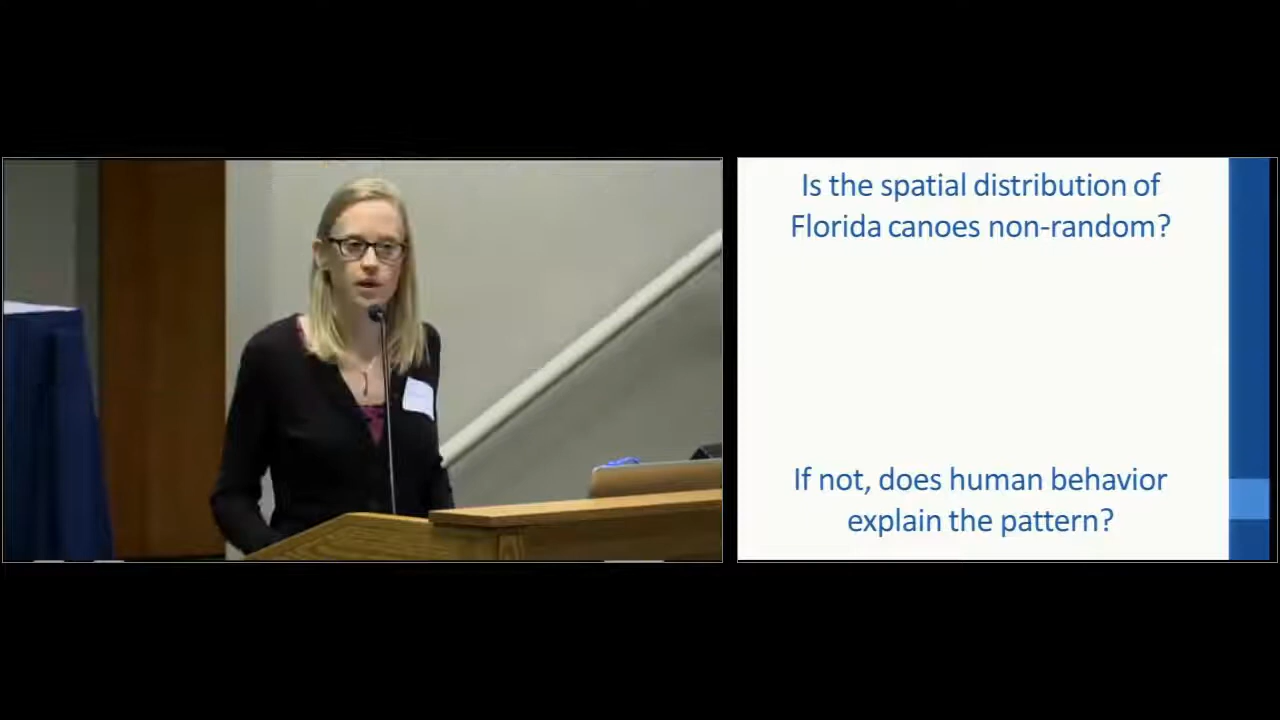 Is the spatial distribution of
Florida canoes non-random?
If not, does human behavior
explain the pattern?